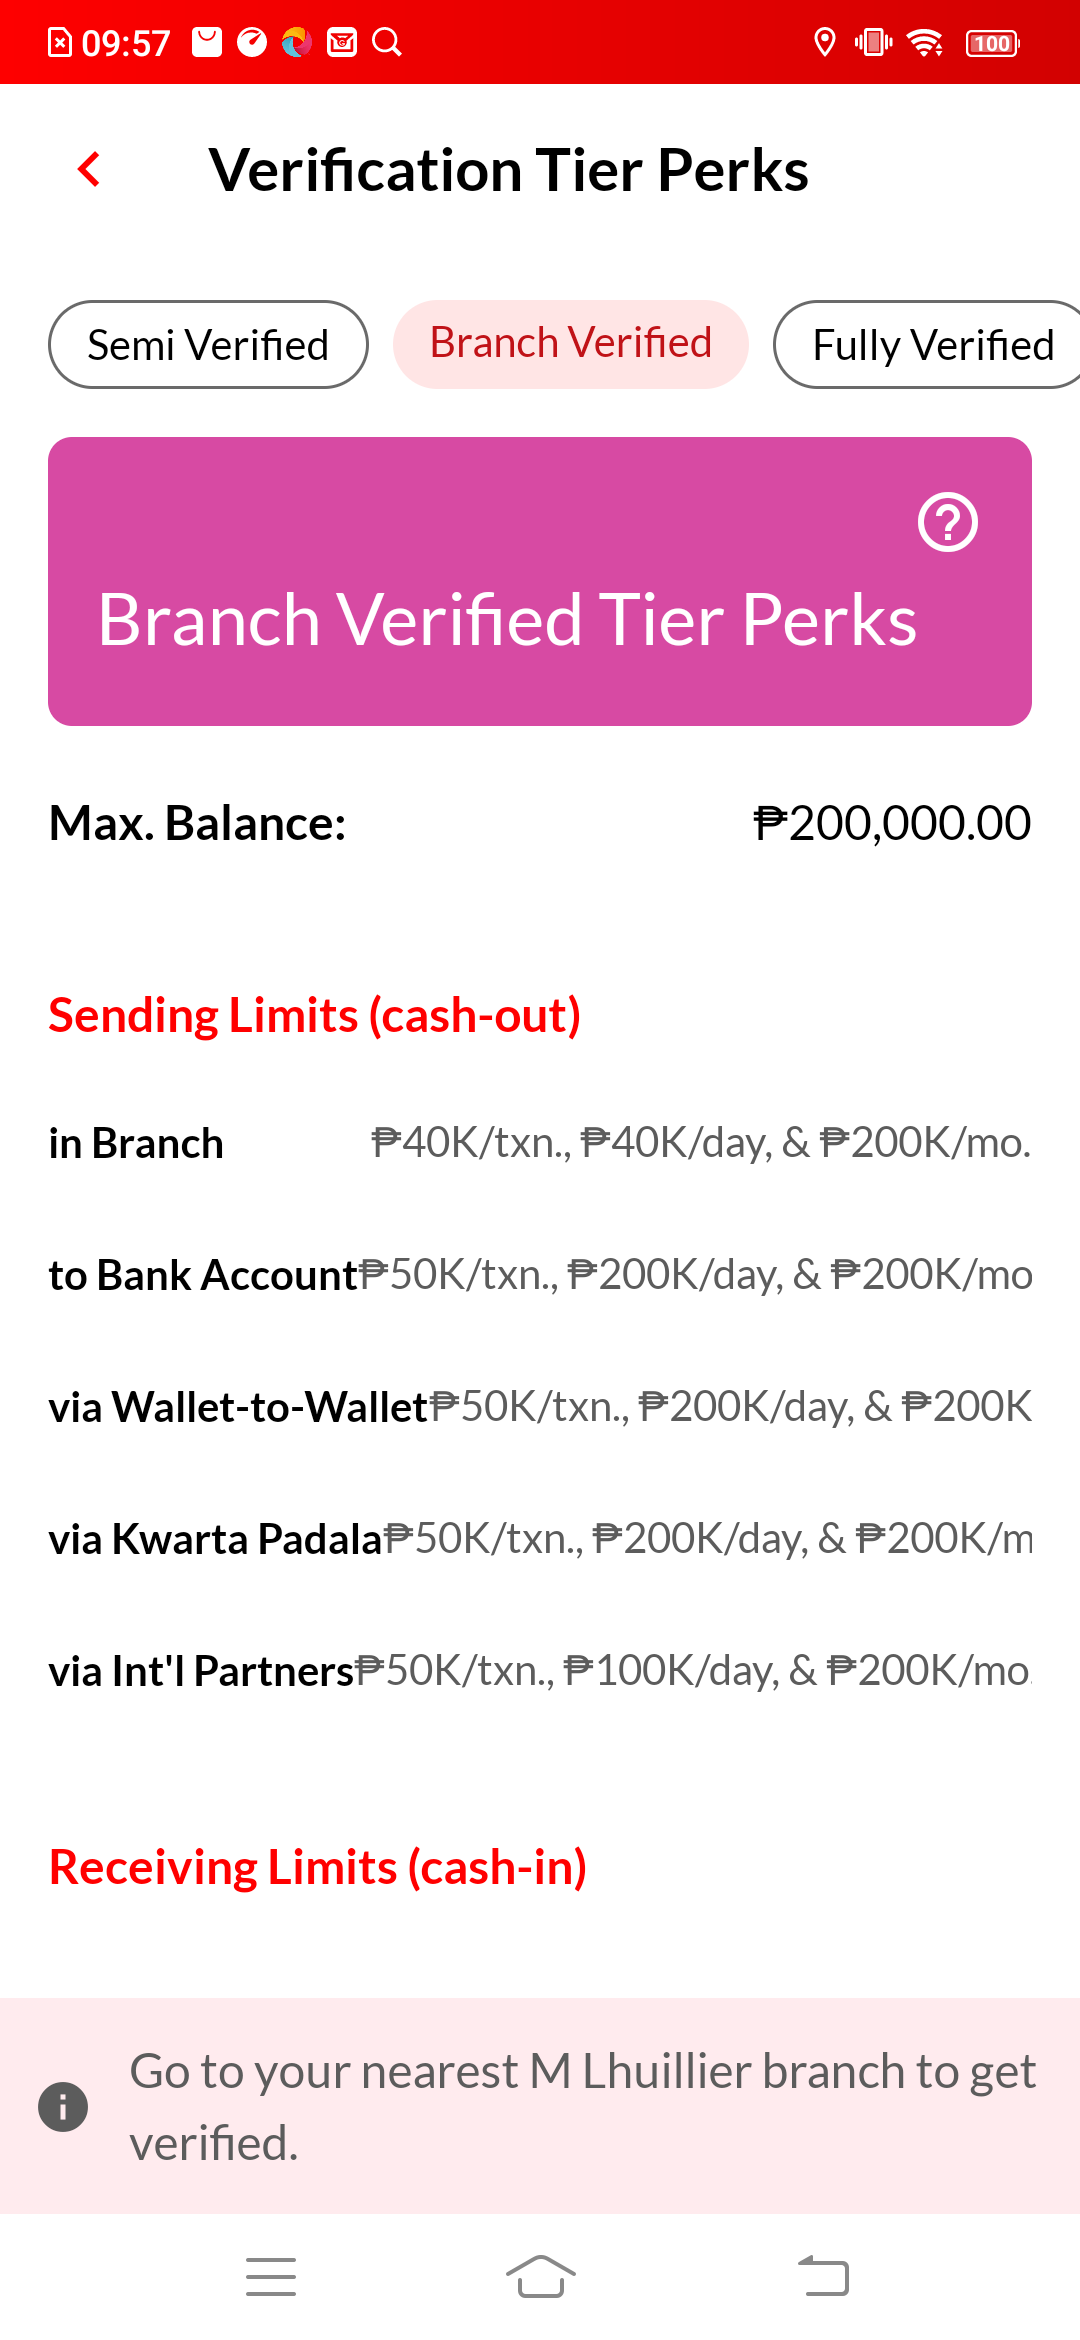 09:57
100
Verification Tier Perks
Semi Verified
Branch Verified
Fully Verified
Branch Verified Tier Perks
Max. Balance: ₱200,000.00
Sending Limits (cash-out)
in Branch ₱40K/txn., ₱40K/day, & ₱200K/mo.
to Bank Account₱50K/txn., ₱200K/day, & ₱200K/mo
via Wallet-to-Wallet₱50K/txn., ₱200K/day, & ₱200K
via Kwarta Padala₱50K/txn., ₱200K/day, & ₱200K/m
via Int'l Partners₱50K/txn., ₱100K/day, & ₱200K/mo.
Receiving Limits (cash-in)
Go to your nearest M Lhuillier branch to get
verified.